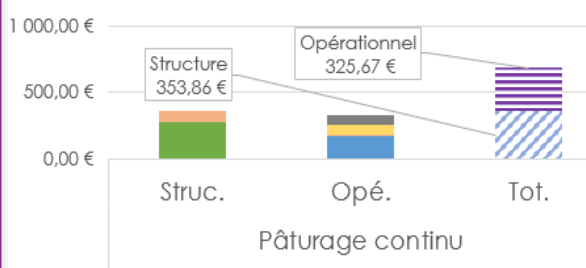 1 000,00 €
Opérationnel
325,67 €
Structure
353,86 €
500,00 €
0,00 €
Struc.
Opé.
Tot.
Pâturage continu